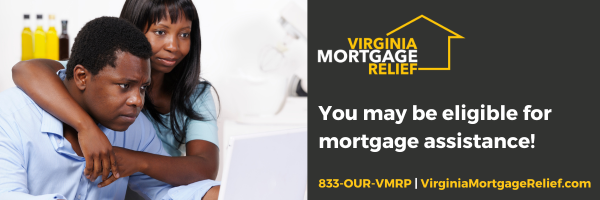 VIRGINIA
MORTGAGE
RELIEF
You may be eligible for
mortgage assistance!
833-OUR-VMRP | VirginiaMortgageRelief.com